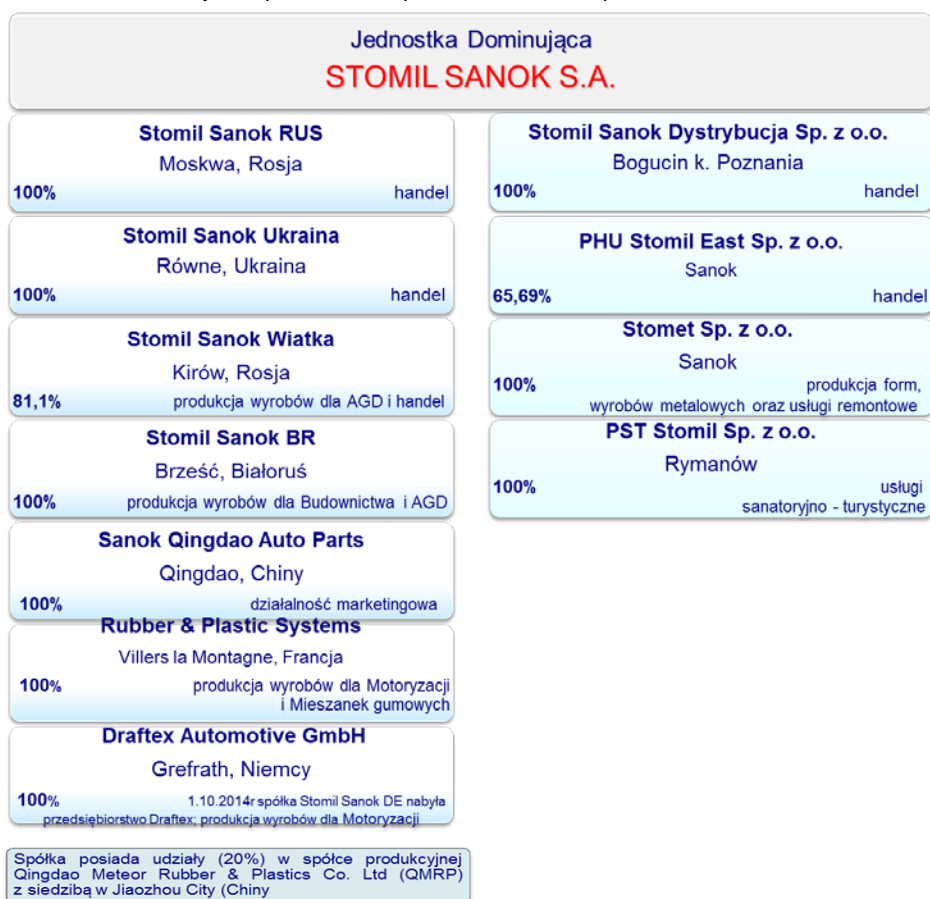 Jednostka Dominująca
STOMIL SANOK S.A.
Stomil Sanok RUS
Moskwa, Rosja
100% handel
Stomil Sanok Ukraina
Równe, Ukraina
100% handel
Stomil Sanok Wiatka
Kirów, Rosja
81,1% produkcja wyrobów dla AGD i handel
Stomil Sanok BR
Brześć, Białoruś
100% produkcja wyrobów dla Budownictwa i AGD
Sanok Qingdao Auto Parts
Qingdao, Chiny
100% działalność marketingowa
Rubber & Plastic Systems
Villers la Montagne, Francja
100% produkcja wyrobów dla Motoryzacji
i Mieszanek gumowych
Draftex Automotive GmbH
Grefrath, Niemcy
100% 1.10.2014r spółka Stomil Sanok DE nabyła
przedsiębiorstwo Draftex; produkcja wyrobów dla Motoryzacji
Spółka posiada udziały (20%) w spółce produkcyjnej
Qingdao Meteor Rubber & Plastics Co. Ltd (QMRP)
z siedzibą w Jiaozhou City (Chiny
Stomil Sanok Dystrybucja Sp. z o.o.
Bogucin k. Poznania
100% handel
PHU Stomil East Sp. z o.o.
Sanok
65,69% handel
Stomet Sp. z o.o.
Sanok
100% produkcja form,
wyrobów metalowych oraz usługi remontowe
PST Stomil Sp. z o.o.
Rymanów
100% usługi
sanatoryjno - turystyczne